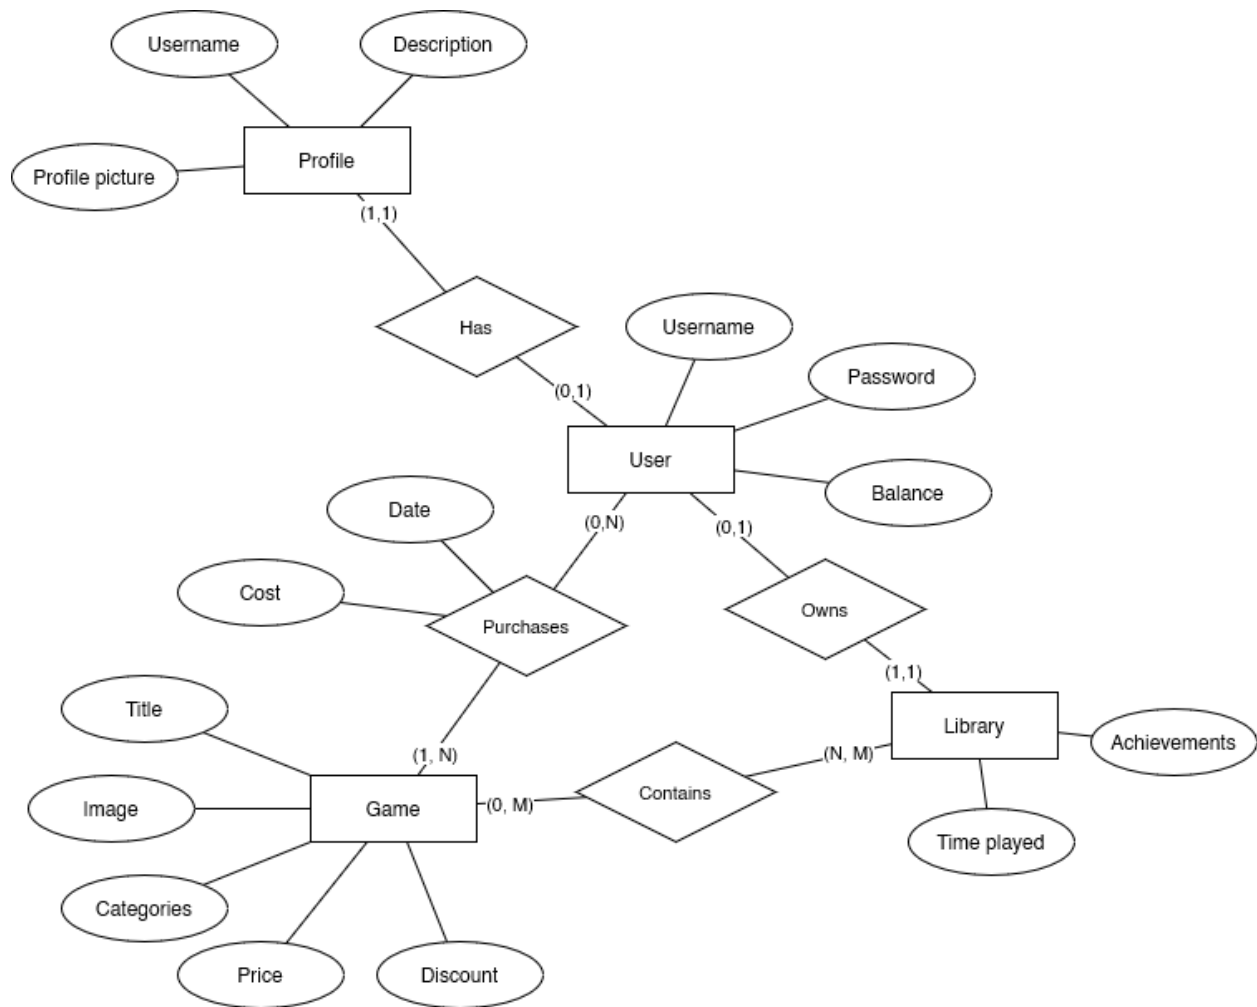 Username
Description
Profile
Profile picture
(1,1)
Has
Username
Password
(0,1)
User
Balance
Date
(0,N)
(0,1)
Cost
Purchases
Owns
(1,1)
Title
Library
Achievements
(1, N)
(N, M)
Image
Game
(0, M)
Contains
Time played
Categories
Price
Discount